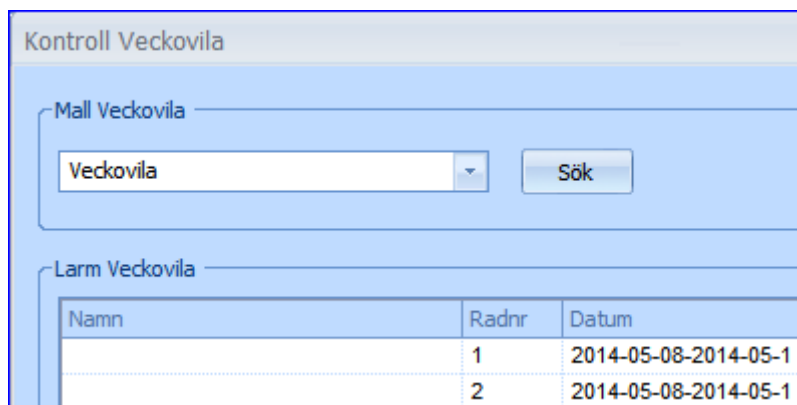 Kontroll Veckovila
Mall Veckovila
Veckovila Sök
Larm Veckovila
Namn Radnr Datum
1 2014-05-08-2014-05-1
2 2014-05-08-2014-05-1